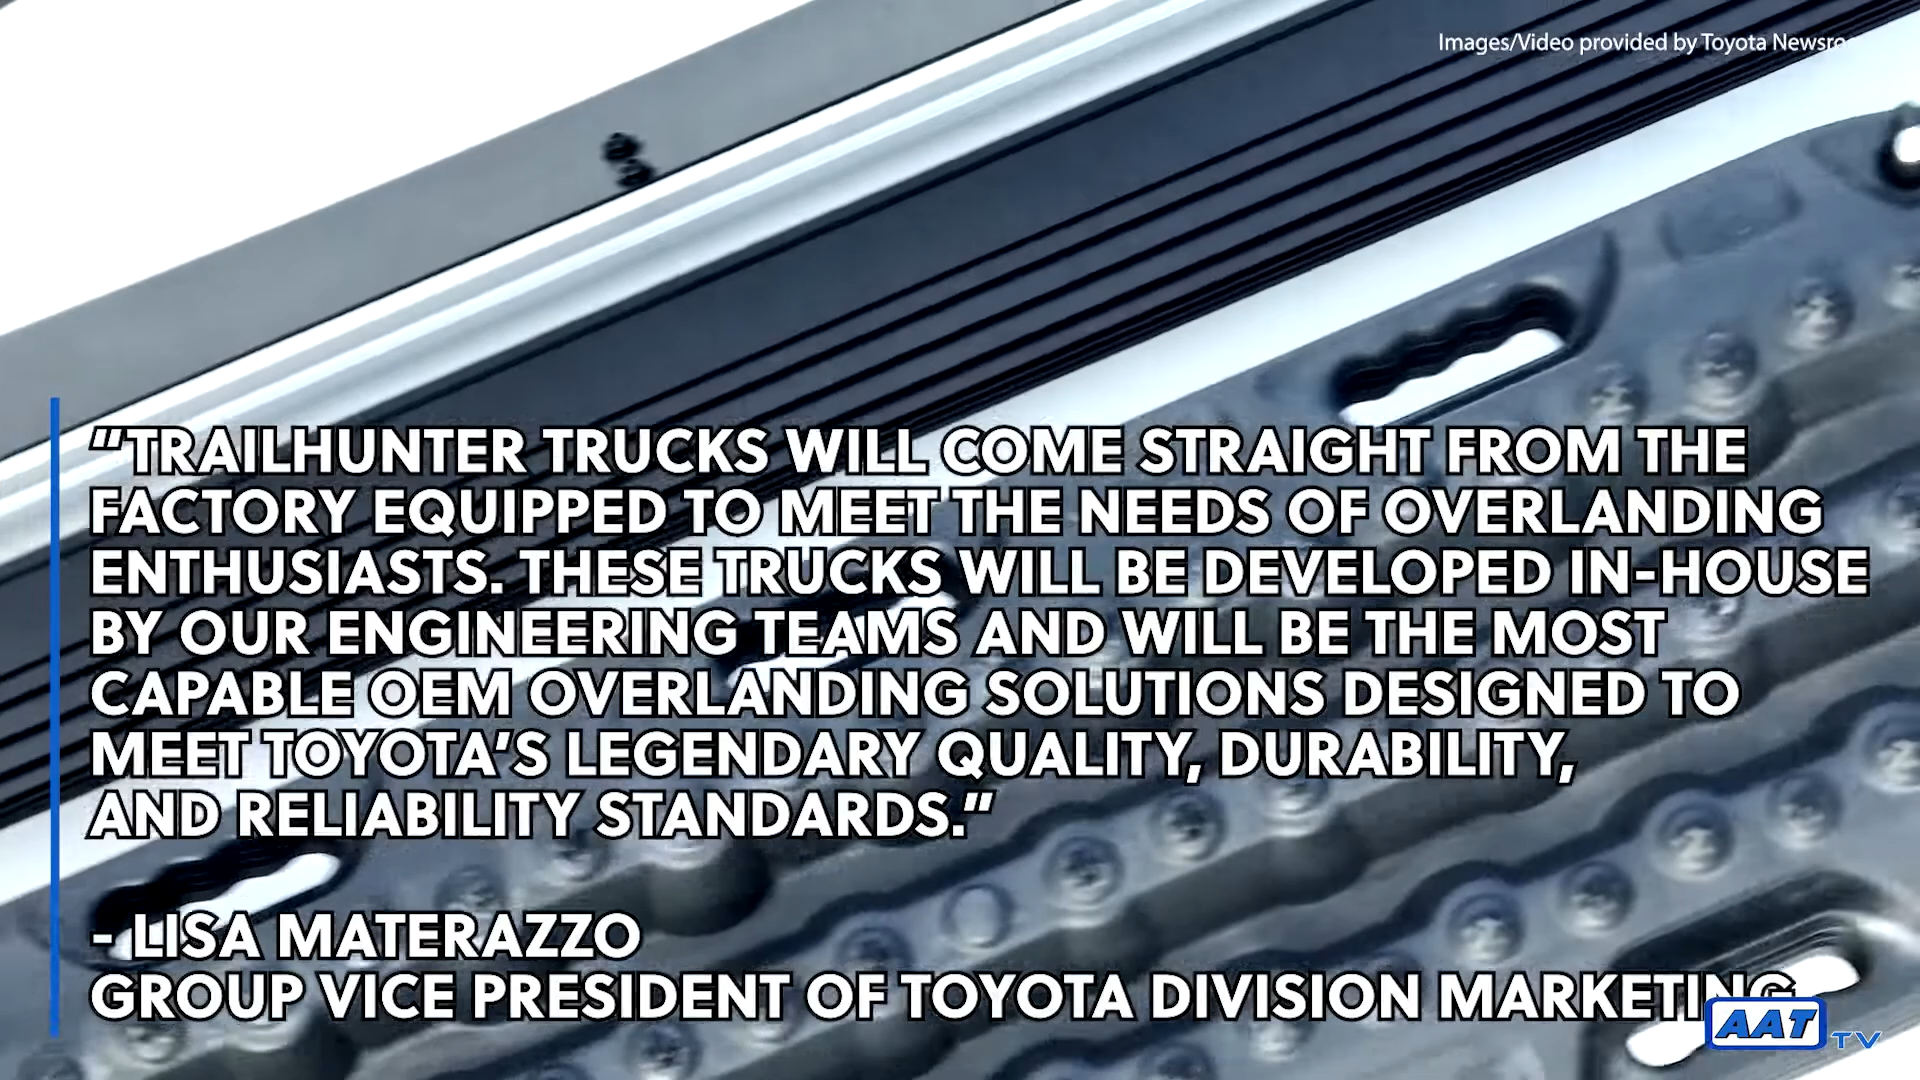 Images/Video provided by Toyota
"TRAILHUNTER TRUCKS WILL COME STRAIGHT FROM THE
FACTORY EQUIPPED TO MEET THE NEEDS OF OVERLANDING
ENTHUSIASTS. THESE TRUCKS WILL BE DEVELOPED IN-HOUSE
BY OUR ENGINEERING TEAMS AND WILL BE THE MOST
CAPABLE OEM OVERLANDING SOLUTIONS DESIGNED TO
MEET TOYOTA'S LEGENDARY QUALITY, DURABILITY,
AND RELIABILITY STANDARDS."
- LISA MATERAZZO
GROUP VICE PRESIDENT OF TOYOTA DIVISION MARKETING
AAT TV